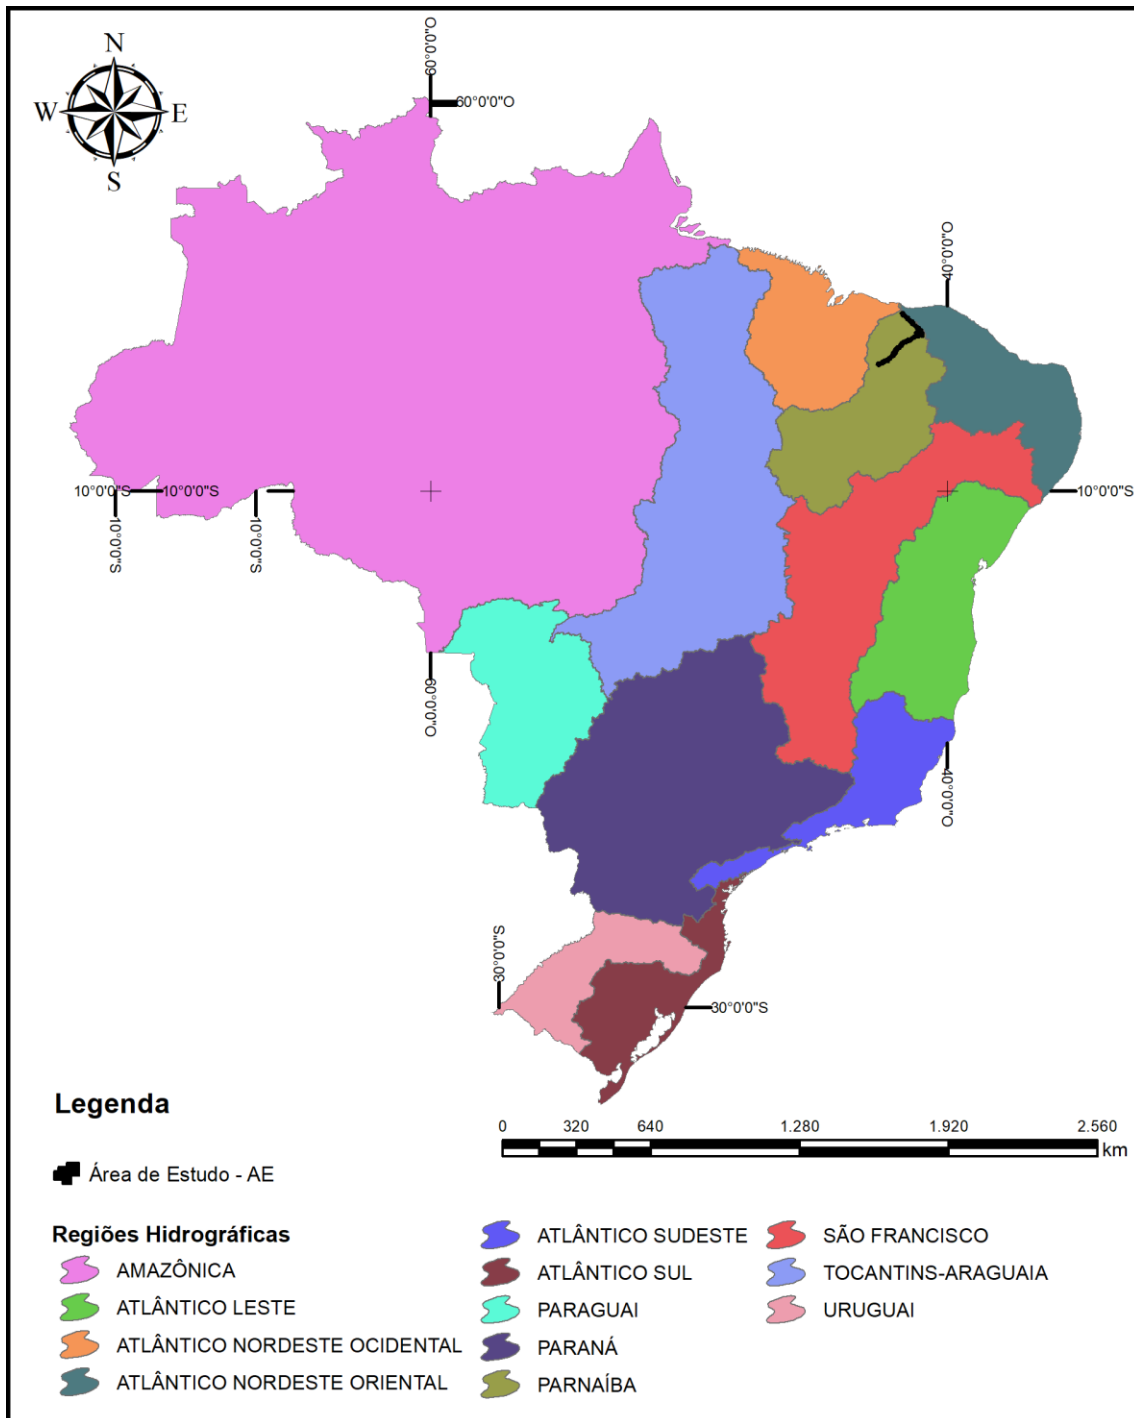 N
W E
S
60°0'0"O
60°0'0"O
40°0'0"O
10°0'0"S
10°0'0"S
10°0'0"S
10°0'0"S
10°0'0"S
60°0'0"O
40°0'0"O
30°0'0"S
30°0'0"S
Legenda
0 320 640 1.280 1.920 2.560
km
Área de Estudo - AE
Regiões Hidrográficas
AMAZÔNICA
ATLÂNTICO LESTE
ATLÂNTICO NORDESTE OCIDENTAL
ATLÂNTICO NORDESTE ORIENTAL
ATLÂNTICO SUDESTE
ATLÂNTICO SUL
PARAGUAI
PARANÁ
PARNAÍBA
SÃO FRANCISCO
TOCANTINS-ARAGUAIA
URUGUAI